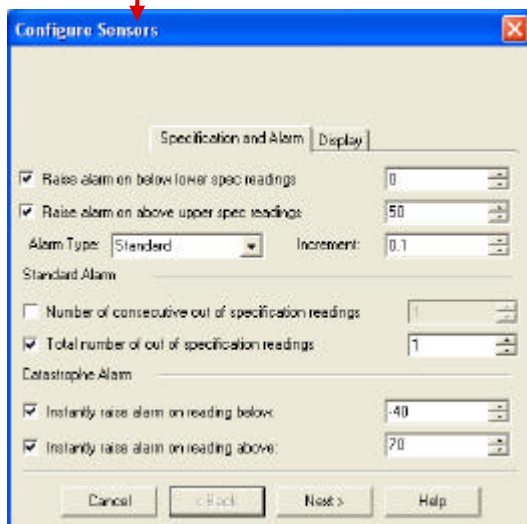 Configure Sensors
Specification and Alarm Display
Raise alarm on below lower spec readings 0
Raise alarm on above upper spec readings 50
Alarm Type: Standard Increment: 0.1
Standard Alarm
Number of consecutive out of specification readings 1
Total number of out of specification readings 1
Catastrophe Alarm
Instantly raise alarm on reading below: -40
Instantly raise alarm on reading above: 70
Cancel < Back Next > Help